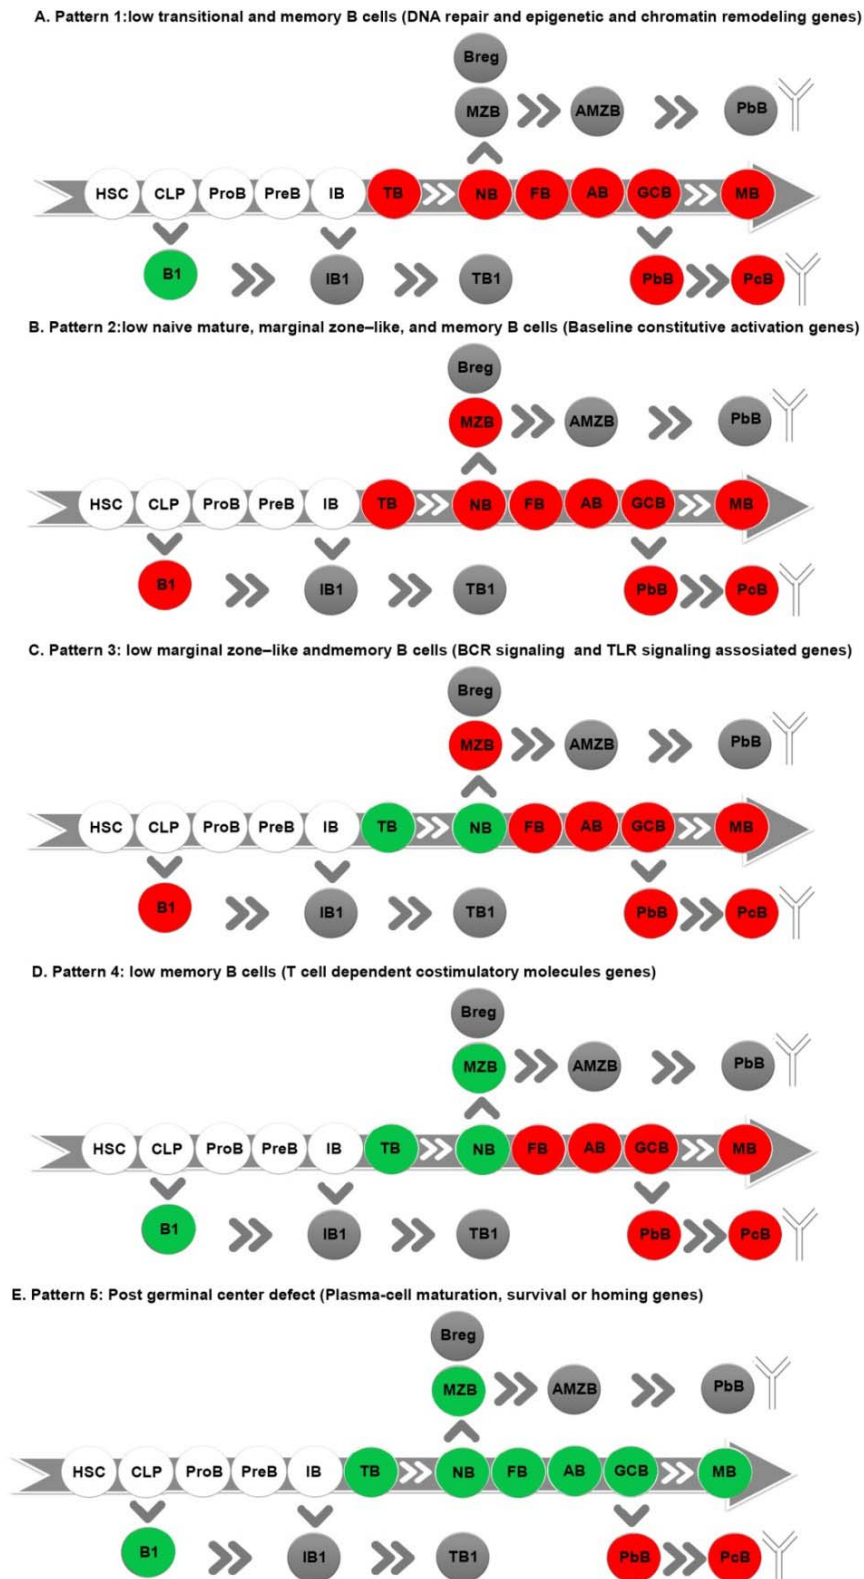 A. Pattern 1:low transitional and memory B cells (DNA repair and epigenetic and chromatin remodeling genes)
Breg
MZB AMZB PbB
HSC CLP ProB PreB IB TB NB FB AB GCB MB
B1 IB1 TB1 PbB PcB
B. Pattern 2:low naive mature, marginal zone–like, and memory B cells (Baseline constitutive activation genes)
Breg
MZB AMZB PbB
HSC CLP ProB PreB IB TB NB FB AB GCB MB
B1 IB1 TB1 PbB PcB
C. Pattern 3: low marginal zone–like andmemory B cells (BCR signaling and TLR signaling assosiated genes)
Breg
MZB AMZB PbB
HSC CLP ProB PreB IB TB NB FB AB GCB MB
B1 IB1 TB1 PbB PcB
D. Pattern 4: low memory B cells (T cell dependent costimulatory molecules genes)
Breg
MZB AMZB PbB
HSC CLP ProB PreB IB TB NB FB AB GCB MB
B1 IB1 TB1 PbB PcB
E. Pattern 5: Post germinal center defect (Plasma-cell maturation, survival or homing genes)
Breg
MZB AMZB PbB
HSC CLP ProB PreB IB TB NB FB AB GCB MB
B1 IB1 TB1 PbB PcB